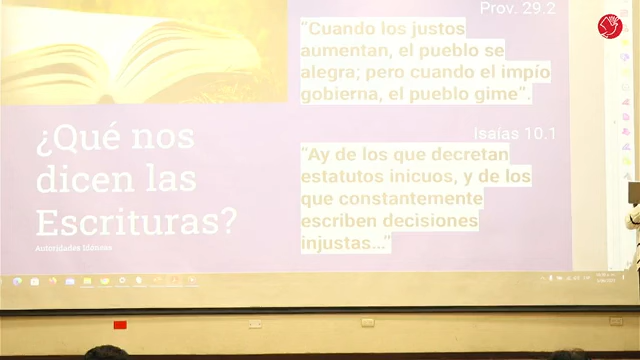 Prov. 29.2
“Cuando los justos
aumentan, el pueblo se
alegra; pero cuando el impío
gobierna, el pueblo gime”.
¿Qué nos
dicen las
Escrituras?
Autoridades Idóneas
Isaías 10.1
“Ay de los que decretan
estatutos inicuos, y de los
que constantemente
escriben decisiones
injustas...”